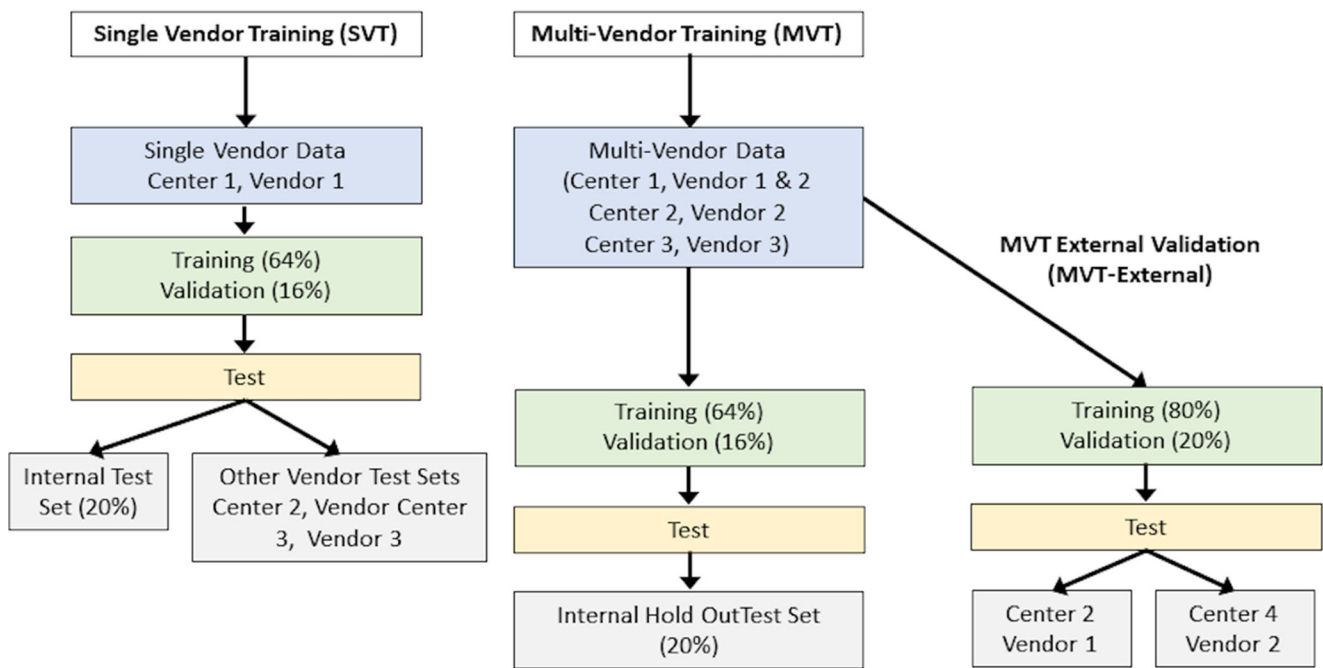 Single Vendor Training (SVT)
Single Vendor Data
Center 1, Vendor 1
Training (64%)
Validation (16%)
Test
Internal Test
Set (20%)
Other Vendor Test Sets
Center 2, Vendor Center
3, Vendor 3
Multi-Vendor Training (MVT)
Multi-Vendor Data
(Center 1, Vendor 1 & 2
Center 2, Vendor 2
Center 3, Vendor 3)
Training (64%)
Validation (16%)
Test
Internal Hold OutTest Set
(20%)
MVT External Validation
(MVT-External)
Training (80%)
Validation (20%)
Test
Center 2
Vendor 1
Center 4
Vendor 2